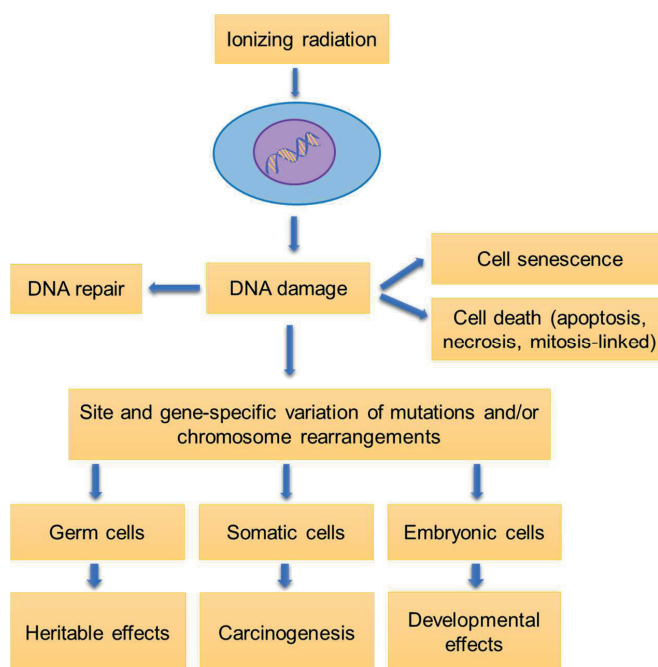 Ionizing radiation
DNA repair
DNA damage
Cell senescence
Cell death (apoptosis,
necrosis, mitosis-linked)
Site and gene-specific variation of mutations and/or
chromosome rearrangements
Germ cells
Somatic cells
Embryonic cells
Heritable effects
Carcinogenesis
Developmental
effects